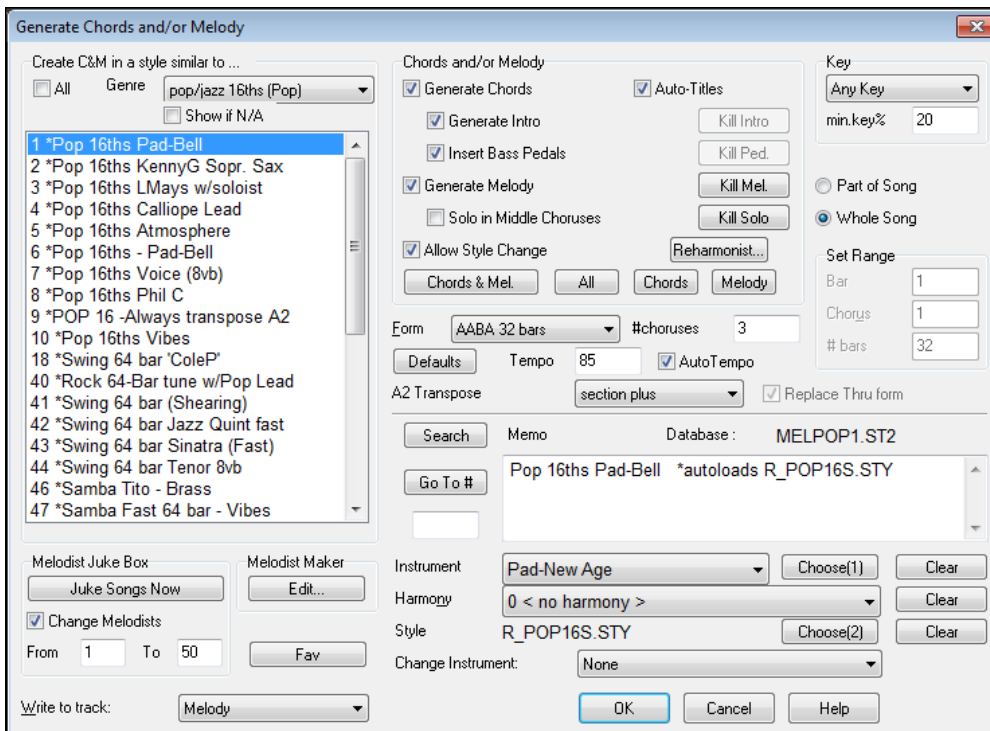 Generate Chords and/or Melody
Create C&M in a style similar to ...
All Genre pop/jazz 16ths (Pop)
Show if N/A
1 *Pop 16ths Pad-Bell
2 *Pop 16ths KennyG Sopr. Sax
3 *Pop 16ths LMays w/soloist
4 *Pop 16ths Calliope Lead
5 *Pop 16ths Atmosphere
6 *Pop 16ths - Pad-Bell
7 *Pop 16ths Voice (8vb)
8 *Pop 16ths Phil C
9 *POP 16 -Always transpose A2
10 *Pop 16ths Vibes
18 *Swing 64 bar 'ColeP'
40 *Rock 64-Bar tune w/Pop Lead
41 *Swing 64 bar (Shearing)
42 *Swing 64 bar Jazz Quint fast
43 *Swing 64 bar Sinatra (Fast)
44 *Swing 64 bar Tenor 8vb
46 *Samba Tito - Brass
47 *Samba Fast 64 bar - Vibes
Melodist Juke Box
Juke Songs Now
Change Melodists
From 1 To 50
Melodist Maker
Edit...
Fav
Write to track: Melody
Chords and/or Melody
Generate Chords Auto-Titles
Generate Intro Kill Intro
Insert Bass Pedals Kill Ped.
Generate Melody Kill Mel.
Solo in Middle Choruses Kill Solo
Allow Style Change Reharmonist...
Chords & Mel. All Chords Melody
Key
Any Key
min.key% 20
Part of Song
Whole Song
Set Range
Bar 1
Chorus 1
# bars 32
Form AABA 32 bars #choruses 3
Defaults Tempo 85 AutoTempo
A2 Transpose section plus Replace Thru form
Search Memo Database : MELPOP1.ST2
Go To # Pop 16ths Pad-Bell *autoloads R_POP16S.STY
Instrument Pad-New Age Choose(1) Clear
Harmony 0 < no harmony > Clear
Style R_POP16S.STY Choose(2) Clear
Change Instrument: None
OK Cancel Help